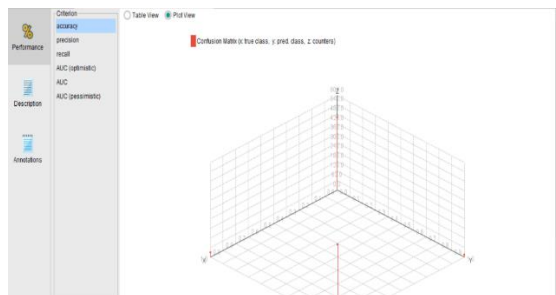 Criterion
accuracy
precision
recall
AUC (optimistic)
AUC
AUC (pessimistic)
Performance
Description
Annotations
Table View Plot View
Confusion Matrix (x: true class, y: pred. class, z: counters)
Z
X
Y